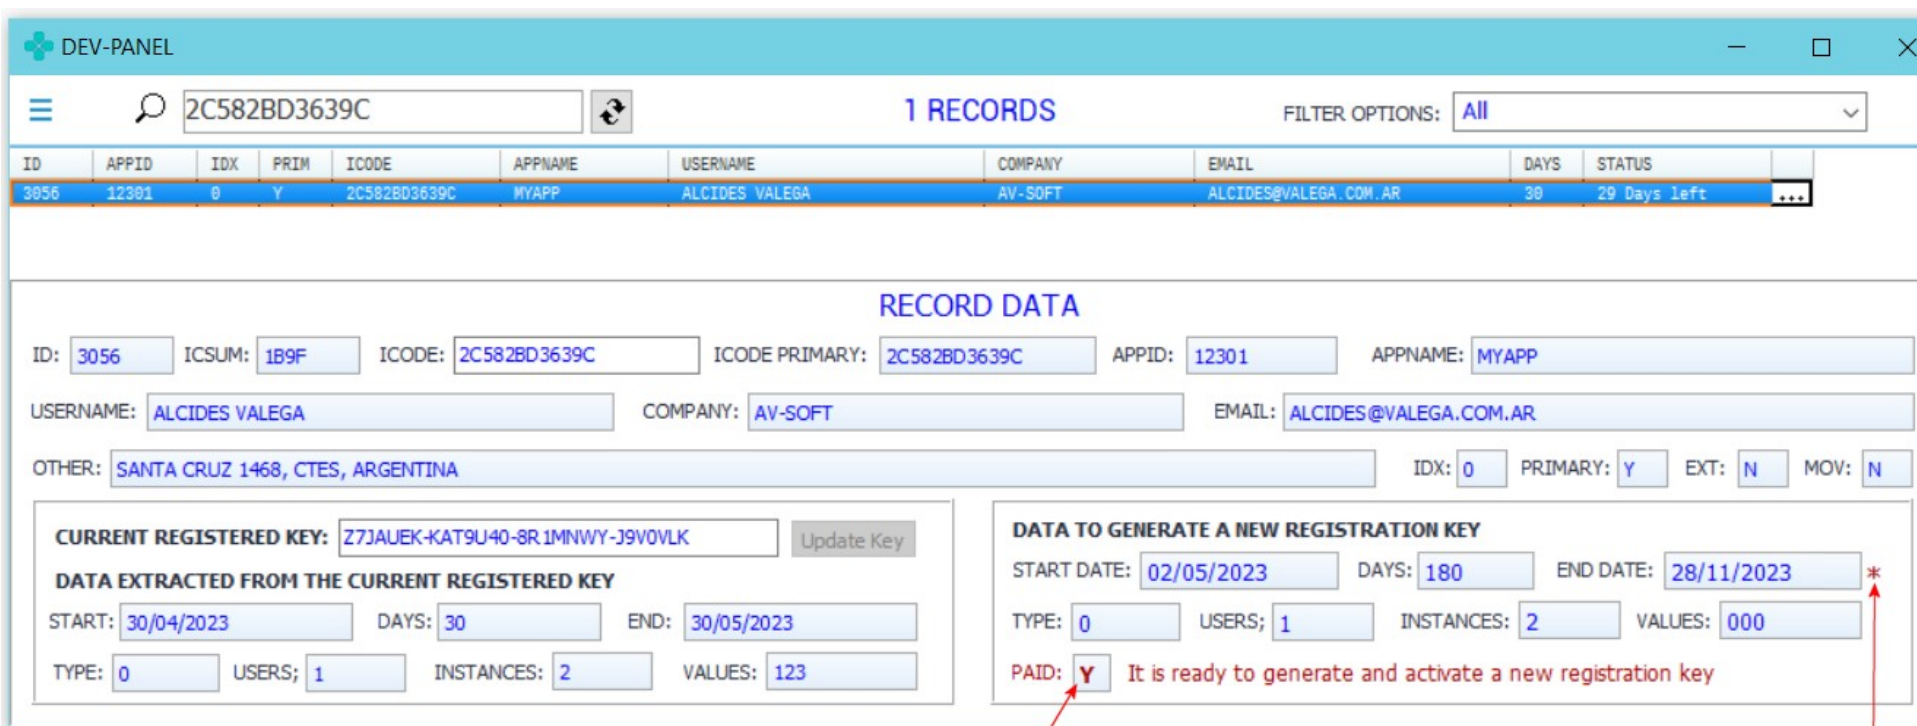 DEV-PANEL
2C582BD3639C 1 RECORDS FILTER OPTIONS: All
ID APPID IDX PRIM ICODE APPNAME USERNAME COMPANY EMAIL DAYS STATUS
3056 12301 0 Y 2C582BD3639C MYAPP ALCIDES VALEGA AV-SOFT ALCIDES@VALEGA.COM.AR 30 29 Days left ...
RECORD DATA
ID: 3056 ICSUM: 1B9F ICODE: 2C582BD3639C ICODE PRIMARY: 2C582BD3639C APPID: 12301 APPNAME: MYAPP
USERNAME: ALCIDES VALEGA COMPANY: AV-SOFT EMAIL: ALCIDES@VALEGA.COM.AR
OTHER: SANTA CRUZ 1468, CTES, ARGENTINA IDX: 0 PRIMARY: Y EXT: N MOV: N
CURRENT REGISTERED KEY: Z7JAUEK-KAT9U40-8R1MNWY-J9V0VLK Update Key
DATA EXTRACTED FROM THE CURRENT REGISTERED KEY
START: 30/04/2023 DAYS: 30 END: 30/05/2023
TYPE: 0 USERS; 1 INSTANCES: 2 VALUES: 123
DATA TO GENERATE A NEW REGISTRATION KEY
START DATE: 02/05/2023 DAYS: 180 END DATE: 28/11/2023 *
TYPE: 0 USERS; 1 INSTANCES: 2 VALUES: 000
PAID: Y It is ready to generate and activate a new registration key